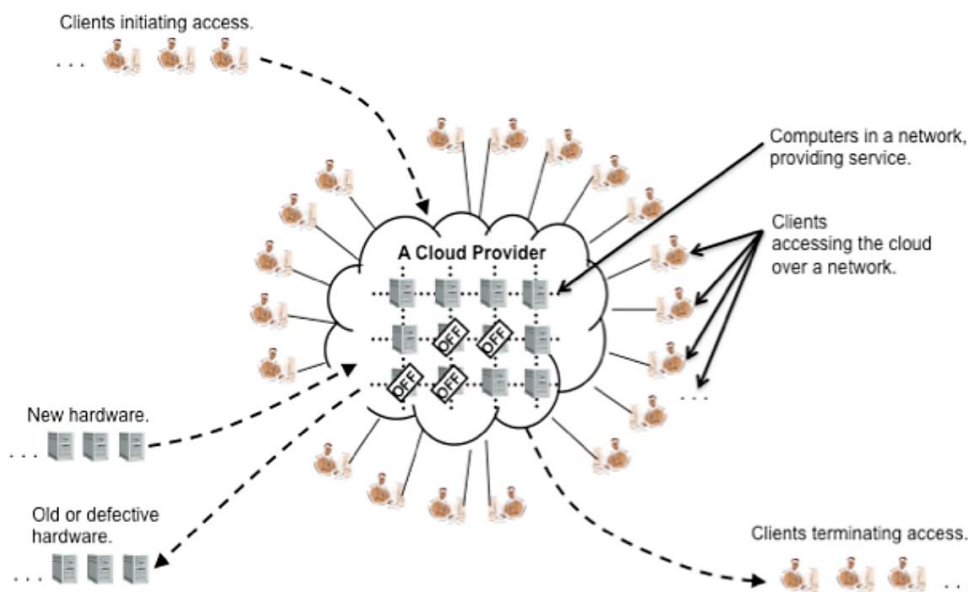 Clients initiating access.
. . .
Computers in a network,
providing service.
Clients
accessing the cloud
over a network.
A Cloud Provider
OFF OFF
OFF OFF
. . .
New hardware.
. . .
Old or defective
hardware.
. . .
Clients terminating access.
. . .